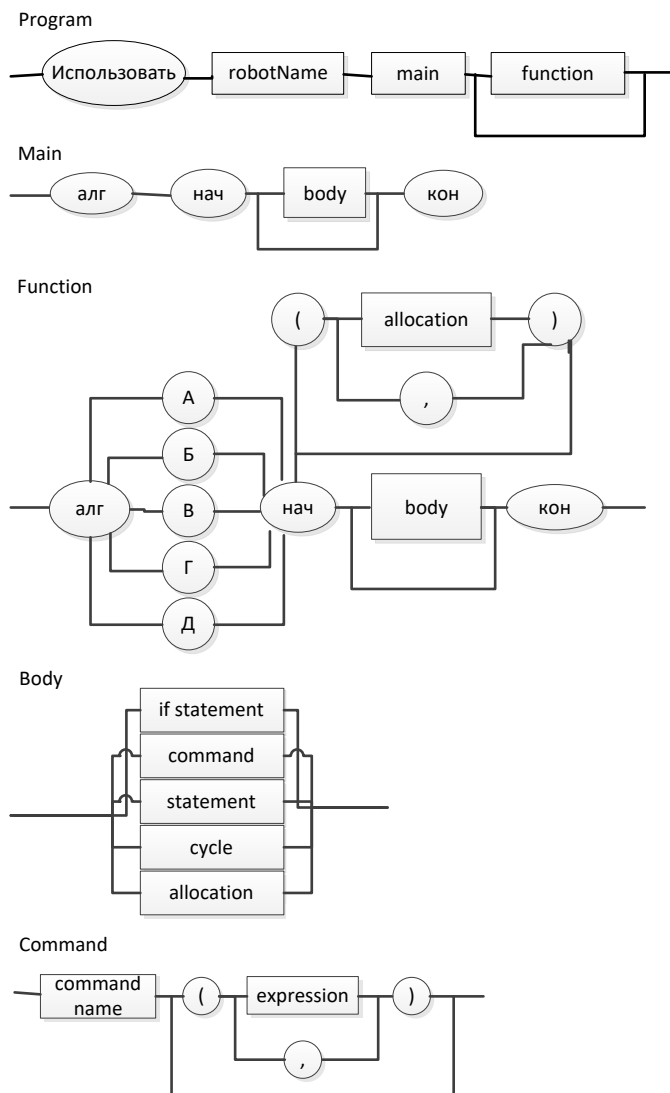 Program
Использовать robotName main function
Main
алг нач body кон
Function
( allocation )
,
А
Б
алг В нач body кон
Г
Д
Body
if statement
command
statement
cycle
allocation
Command
command
name ( expression )
,